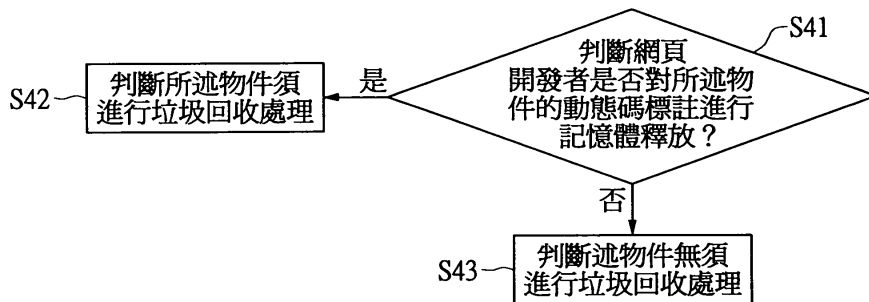 S41
判斷網頁
開發者是否對所述物
件的動態碼標註進行
記憶體釋放？
是
S42
判斷所述物件須
進行垃圾回收處理
否
S43
判斷述物件無須
進行垃圾回收處理